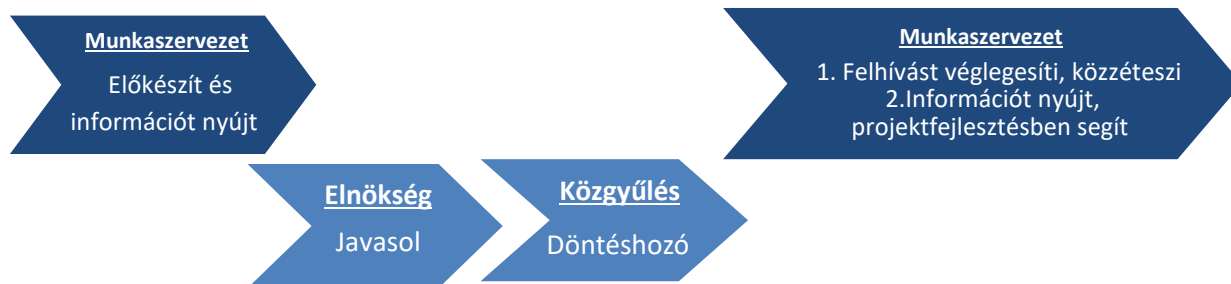 Munkaszervezet
Előkészít és
információt nyújt
Elnökség
Javasol
Közgyűlés
Döntéshozó
Munkaszervezet
1. Felhívást véglegesíti, közzéteszi
2.Információt nyújt,
projektfejlesztésben segít